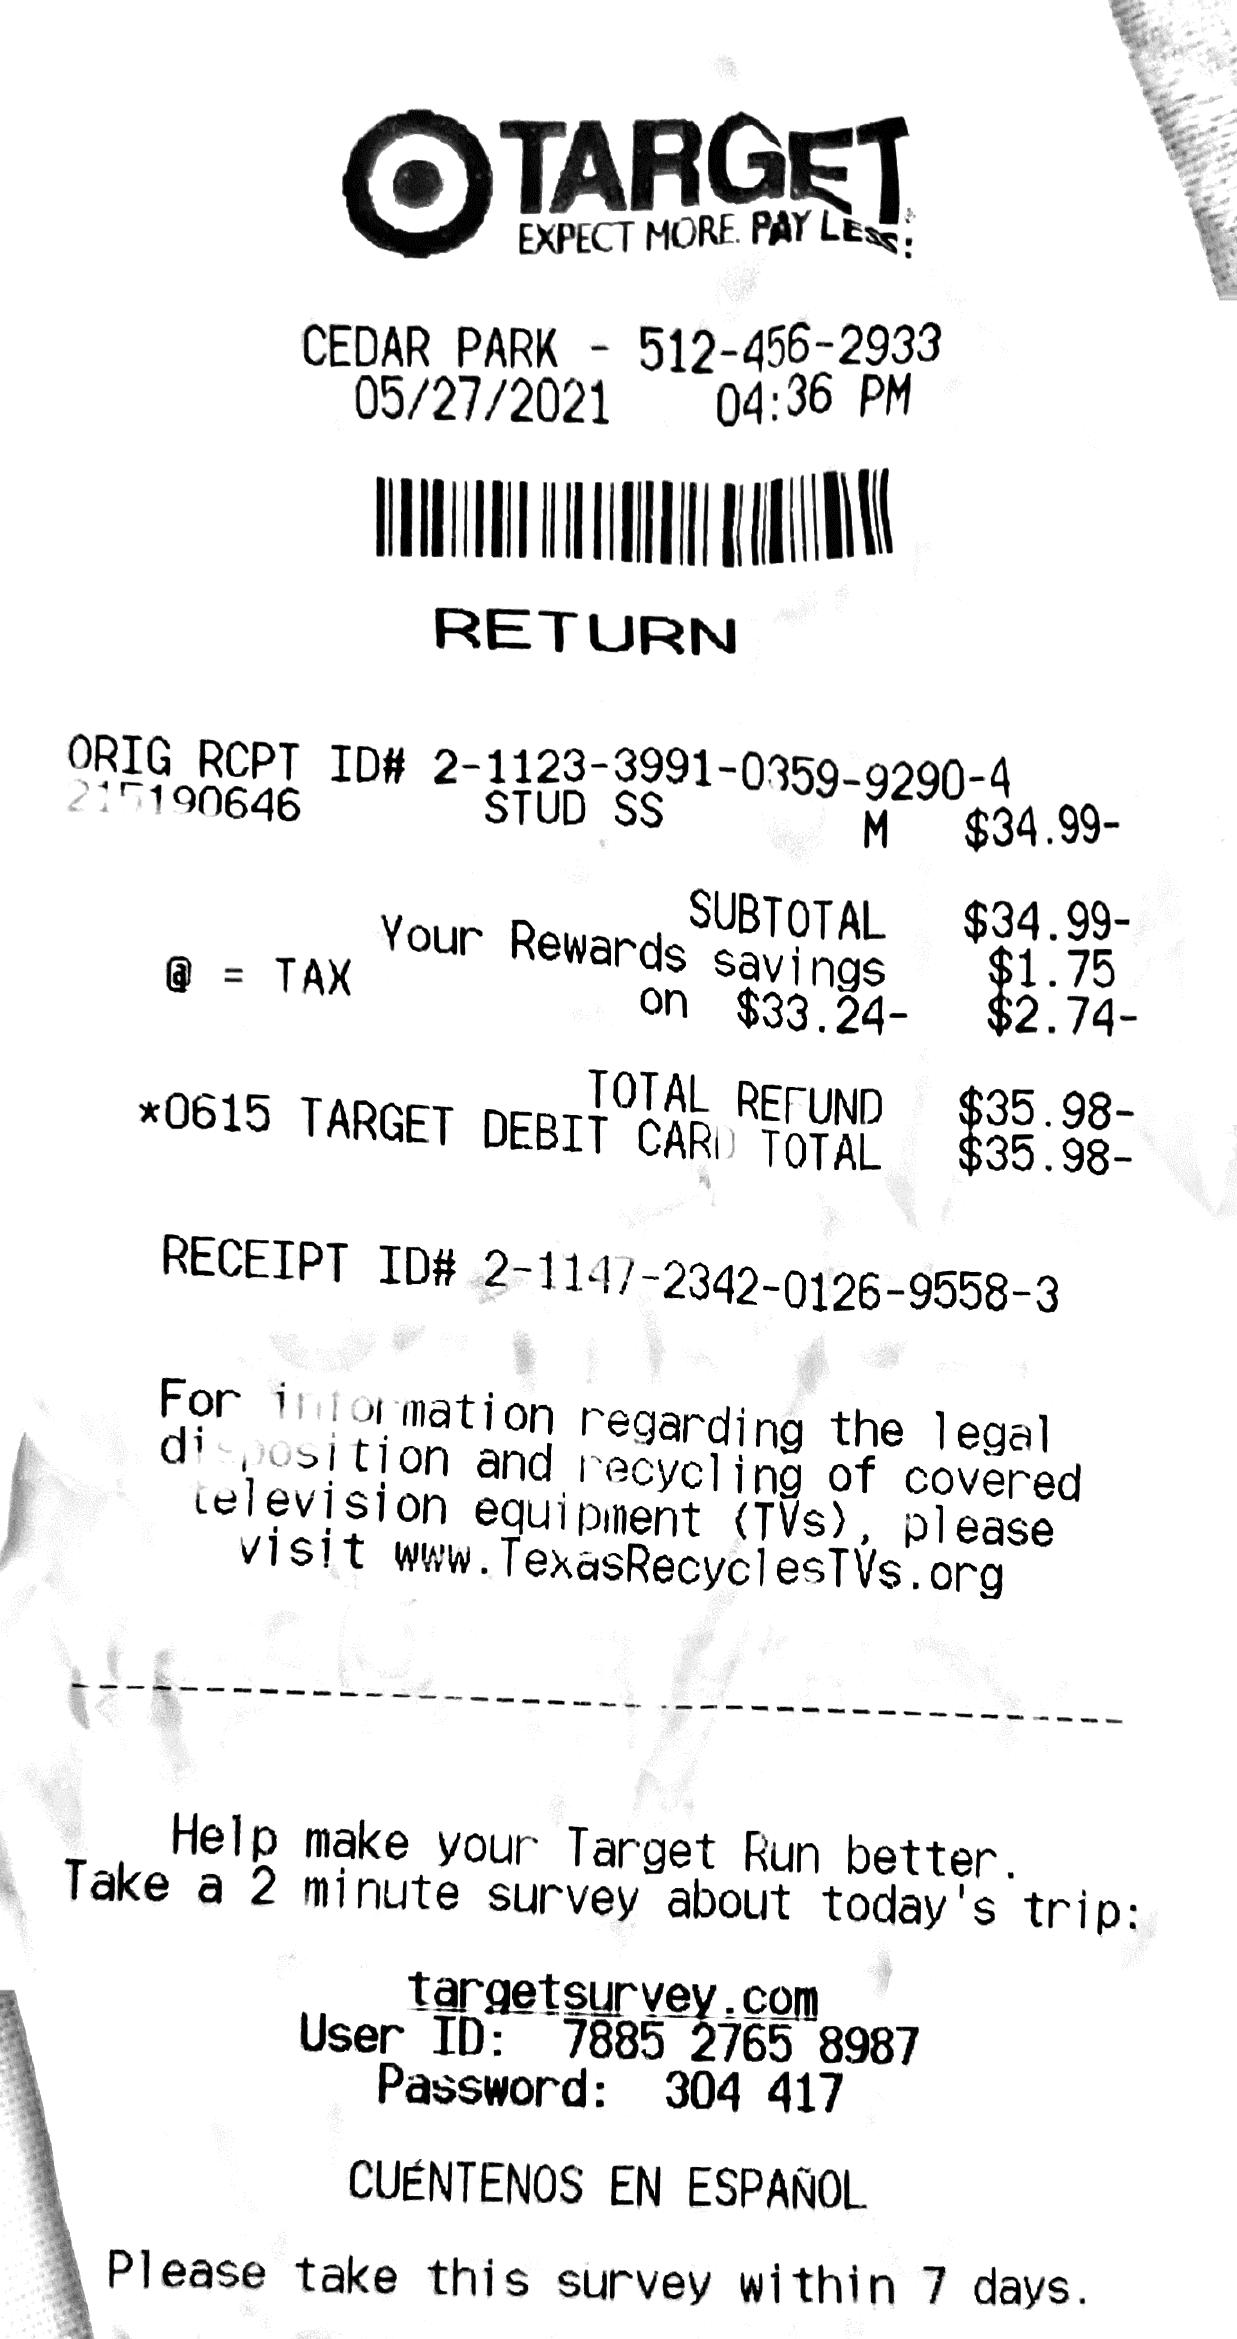 TARGET
EXPECT MORE. PAY LESS.
CEDAR PARK - 512-456-2933
05/27/2021 04:36 PM
RETURN
ORIG RCPT ID# 2-1123-3991-0359-9290-4
215190646 STUD SS M $34.99-
SUBTOTAL $34.99-
Your Rewards savings $1.75
@ = TAX on $33.24- $2.74-
TOTAL REFUND $35.98-
*0615 TARGET DEBIT CARD TOTAL $35.98-
RECEIPT ID# 2-1147-2342-0126-9558-3
For information regarding the legal
disposition and recycling of covered
television equipment (TVs), please
visit www.TexasRecyclesTVs.org
Help make your Target Run better.
Take a 2 minute survey about today's trip:
targetsurvey.com
User ID: 7885 2765 8987
Password: 304 417
CUÉNTENOS EN ESPAÑOL
Please take this survey within 7 days.